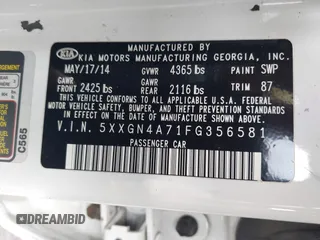 MANUFACTURED BY
KIA KIA MOTORS MANUFACTURING GEORGIA, INC.
MAY/17/14 GVWR 4365 lbs PAINT SWP
GAWR GAWR
FRONT 2425 lbs REAR 2116 lbs TRIM 87
THIS VEHICLE CONFORMS TO ALL APPLICABLE U.S. FEDERAL
MOTOR VEHICLE SAFETY, BUMPER, AND THEFT PREVENTION
STANDARDS IN EFFECT ON THE DATE OF MANUFACTURE
SHOWN ABOVE.
V.I.N. 5XXGN4A71FG356581
PASSENGER CAR
C565
DREAMBID